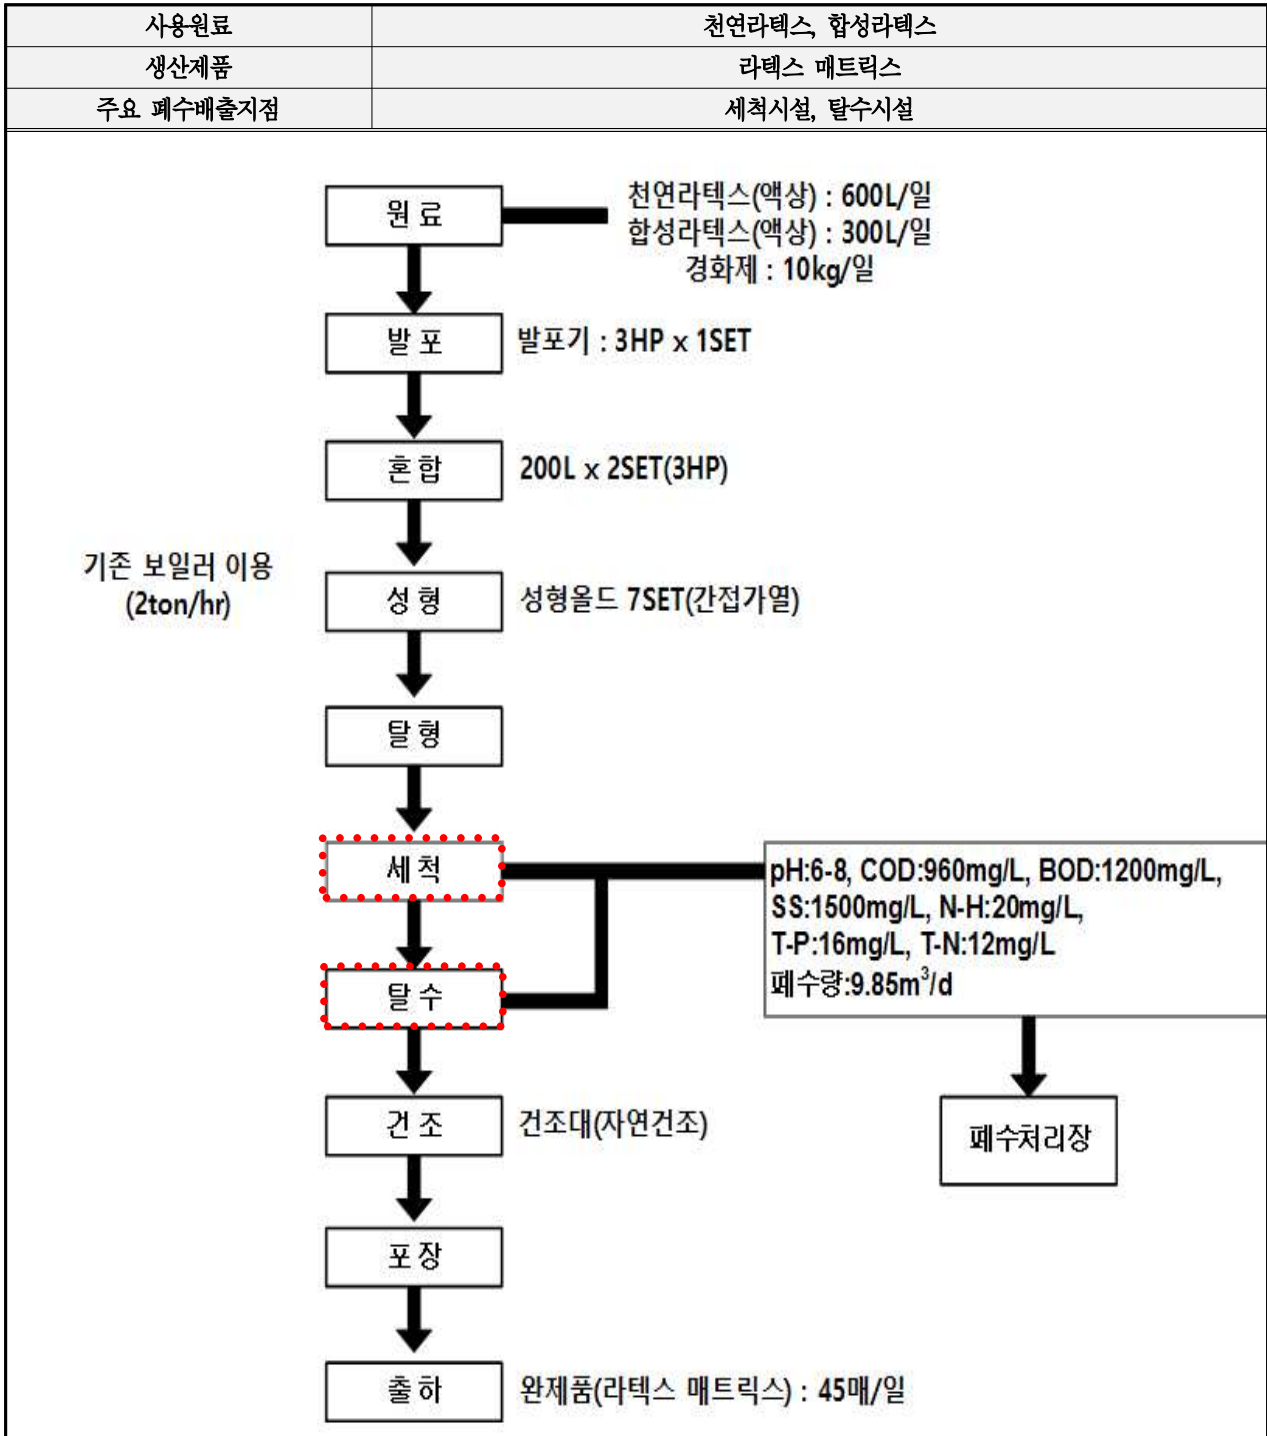 사용원료 천연라텍스, 합성라텍스
생산제품 라텍스 매트릭스
주요 폐수배출지점 세척시설, 탈수시설
원 료
천연라텍스(액상) : 600L/일
합성라텍스(액상) : 300L/일
경화제 : 10kg/일
발 포
발포기 : 3HP x 1SET
혼 합
200L x 2SET(3HP)
기존 보일러 이용
(2ton/hr)
성 형
성형올드 7SET(간접가열)
탈 형
세 척
pH:6-8, COD:960mg/L, BOD:1200mg/L,
SS:1500mg/L, N-H:20mg/L,
T-P:16mg/L, T-N:12mg/L
폐수량:9.85m³/d
탈 수
건 조
건조대(자연건조)
폐수처리장
포 장
출 하
완제품(라텍스 매트릭스) : 45매/일